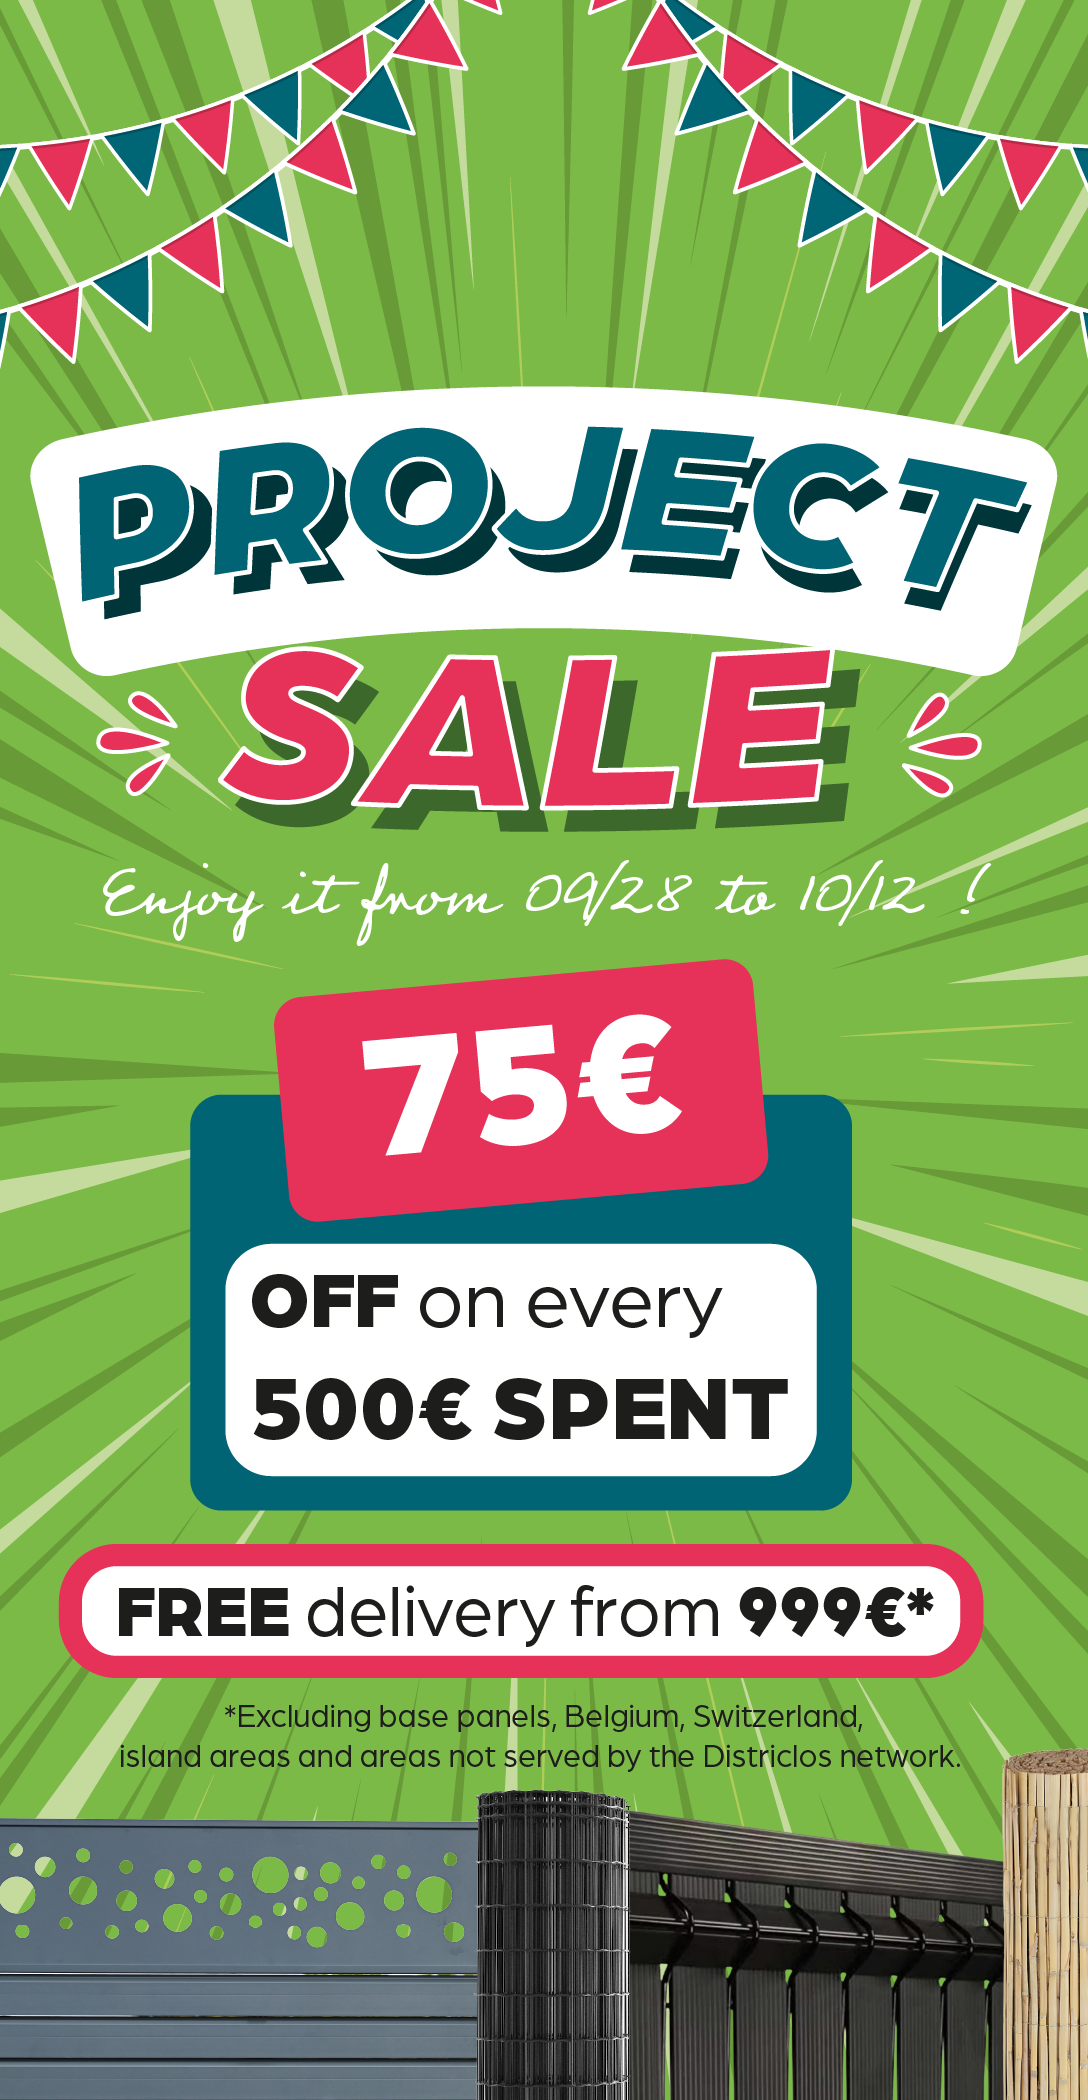 PROJECT
SALE
Enjoy it from 09/28 to 10/12 !
75€
OFF on every
500€ SPENT
FREE delivery from 999€*
*Excluding base panels, Belgium, Switzerland,
island areas and areas not served by the Districlos network.